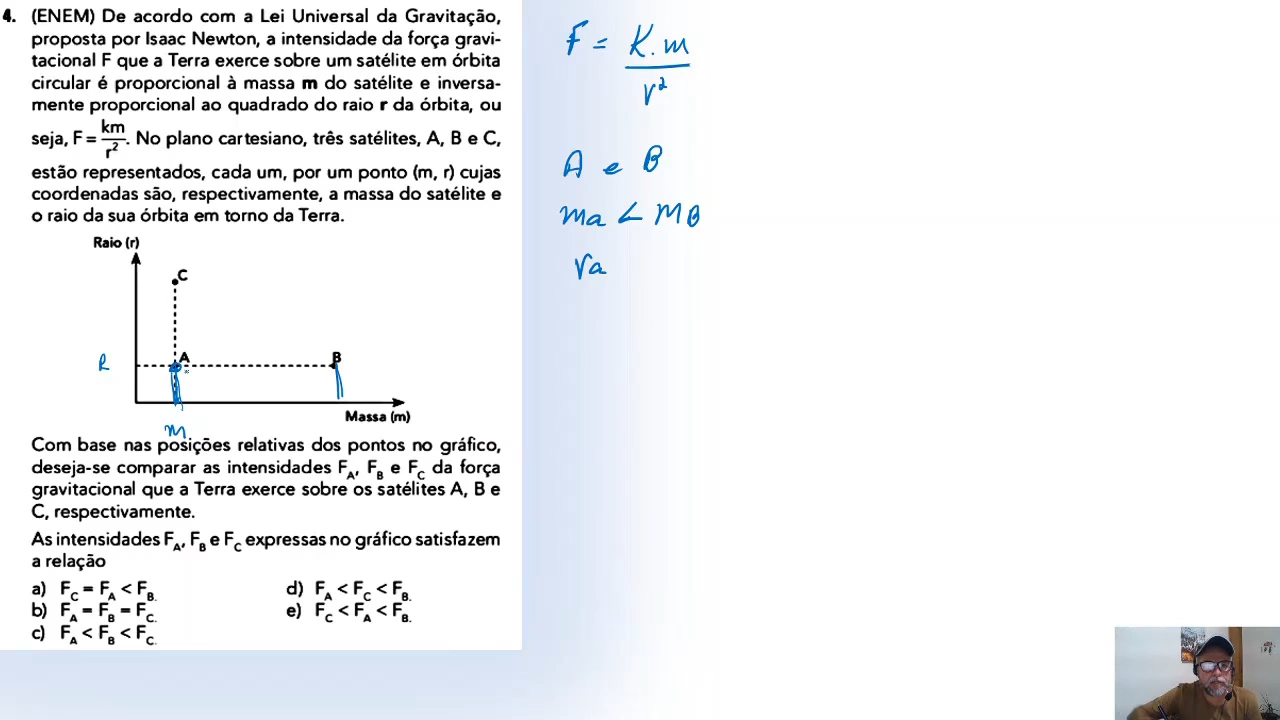 4. (ENEM) De acordo com a Lei Universal da Gravitação,
proposta por Isaac Newton, a intensidade da força gravi-
tacional F que a Terra exerce sobre um satélite em órbita
circular é proporcional à massa m do satélite e inversa-
mente proporcional ao quadrado do raio r da órbita, ou
seja, F = km/r². No plano cartesiano, três satélites, A, B e C,
estão representados, cada um, por um ponto (m, r) cujas
coordenadas são, respectivamente, a massa do satélite e
o raio da sua órbita em torno da Terra.
Raio (r)
C
A
B
R
Massa (m)
m
Com base nas posições relativas dos pontos no gráfico,
deseja-se comparar as intensidades F_A, F_B e F_C da força
gravitacional que a Terra exerce sobre os satélites A, B e
C, respectivamente.
As intensidades F_A, F_B e F_C expressas no gráfico satisfazem
a relação
a) F_C = F_A < F_B.
b) F_A = F_B = F_C.
c) F_A < F_B < F_C.
d) F_A < F_C < F_B.
e) F_C < F_A < F_B.
F = K.m
r²
A e B
ma < MB
ra